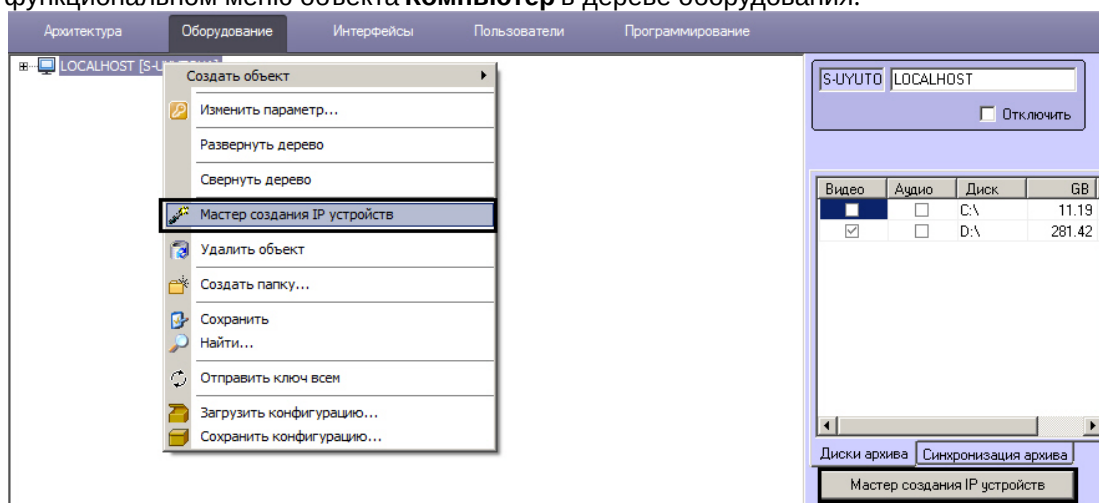 функциональном меню объекта Компьютер в дереве оборудования.
Архитектура Оборудование Интерфейсы Пользователи Программирование
LOCALHOST [S-U
Создать объект
Изменить параметр...
Развернуть дерево
Свернуть дерево
Мастер создания IP устройств
Удалить объект
Создать папку...
Сохранить
Найти...
Отправить ключ всем
Загрузить конфигурацию...
Сохранить конфигурацию...
S-UYUTO LOCALHOST
Отключить
Видео Аудио Диск GB
C:\ 11.19
D:\ 281.42
Диски архива Синхронизация архива
Мастер создания IP устройств